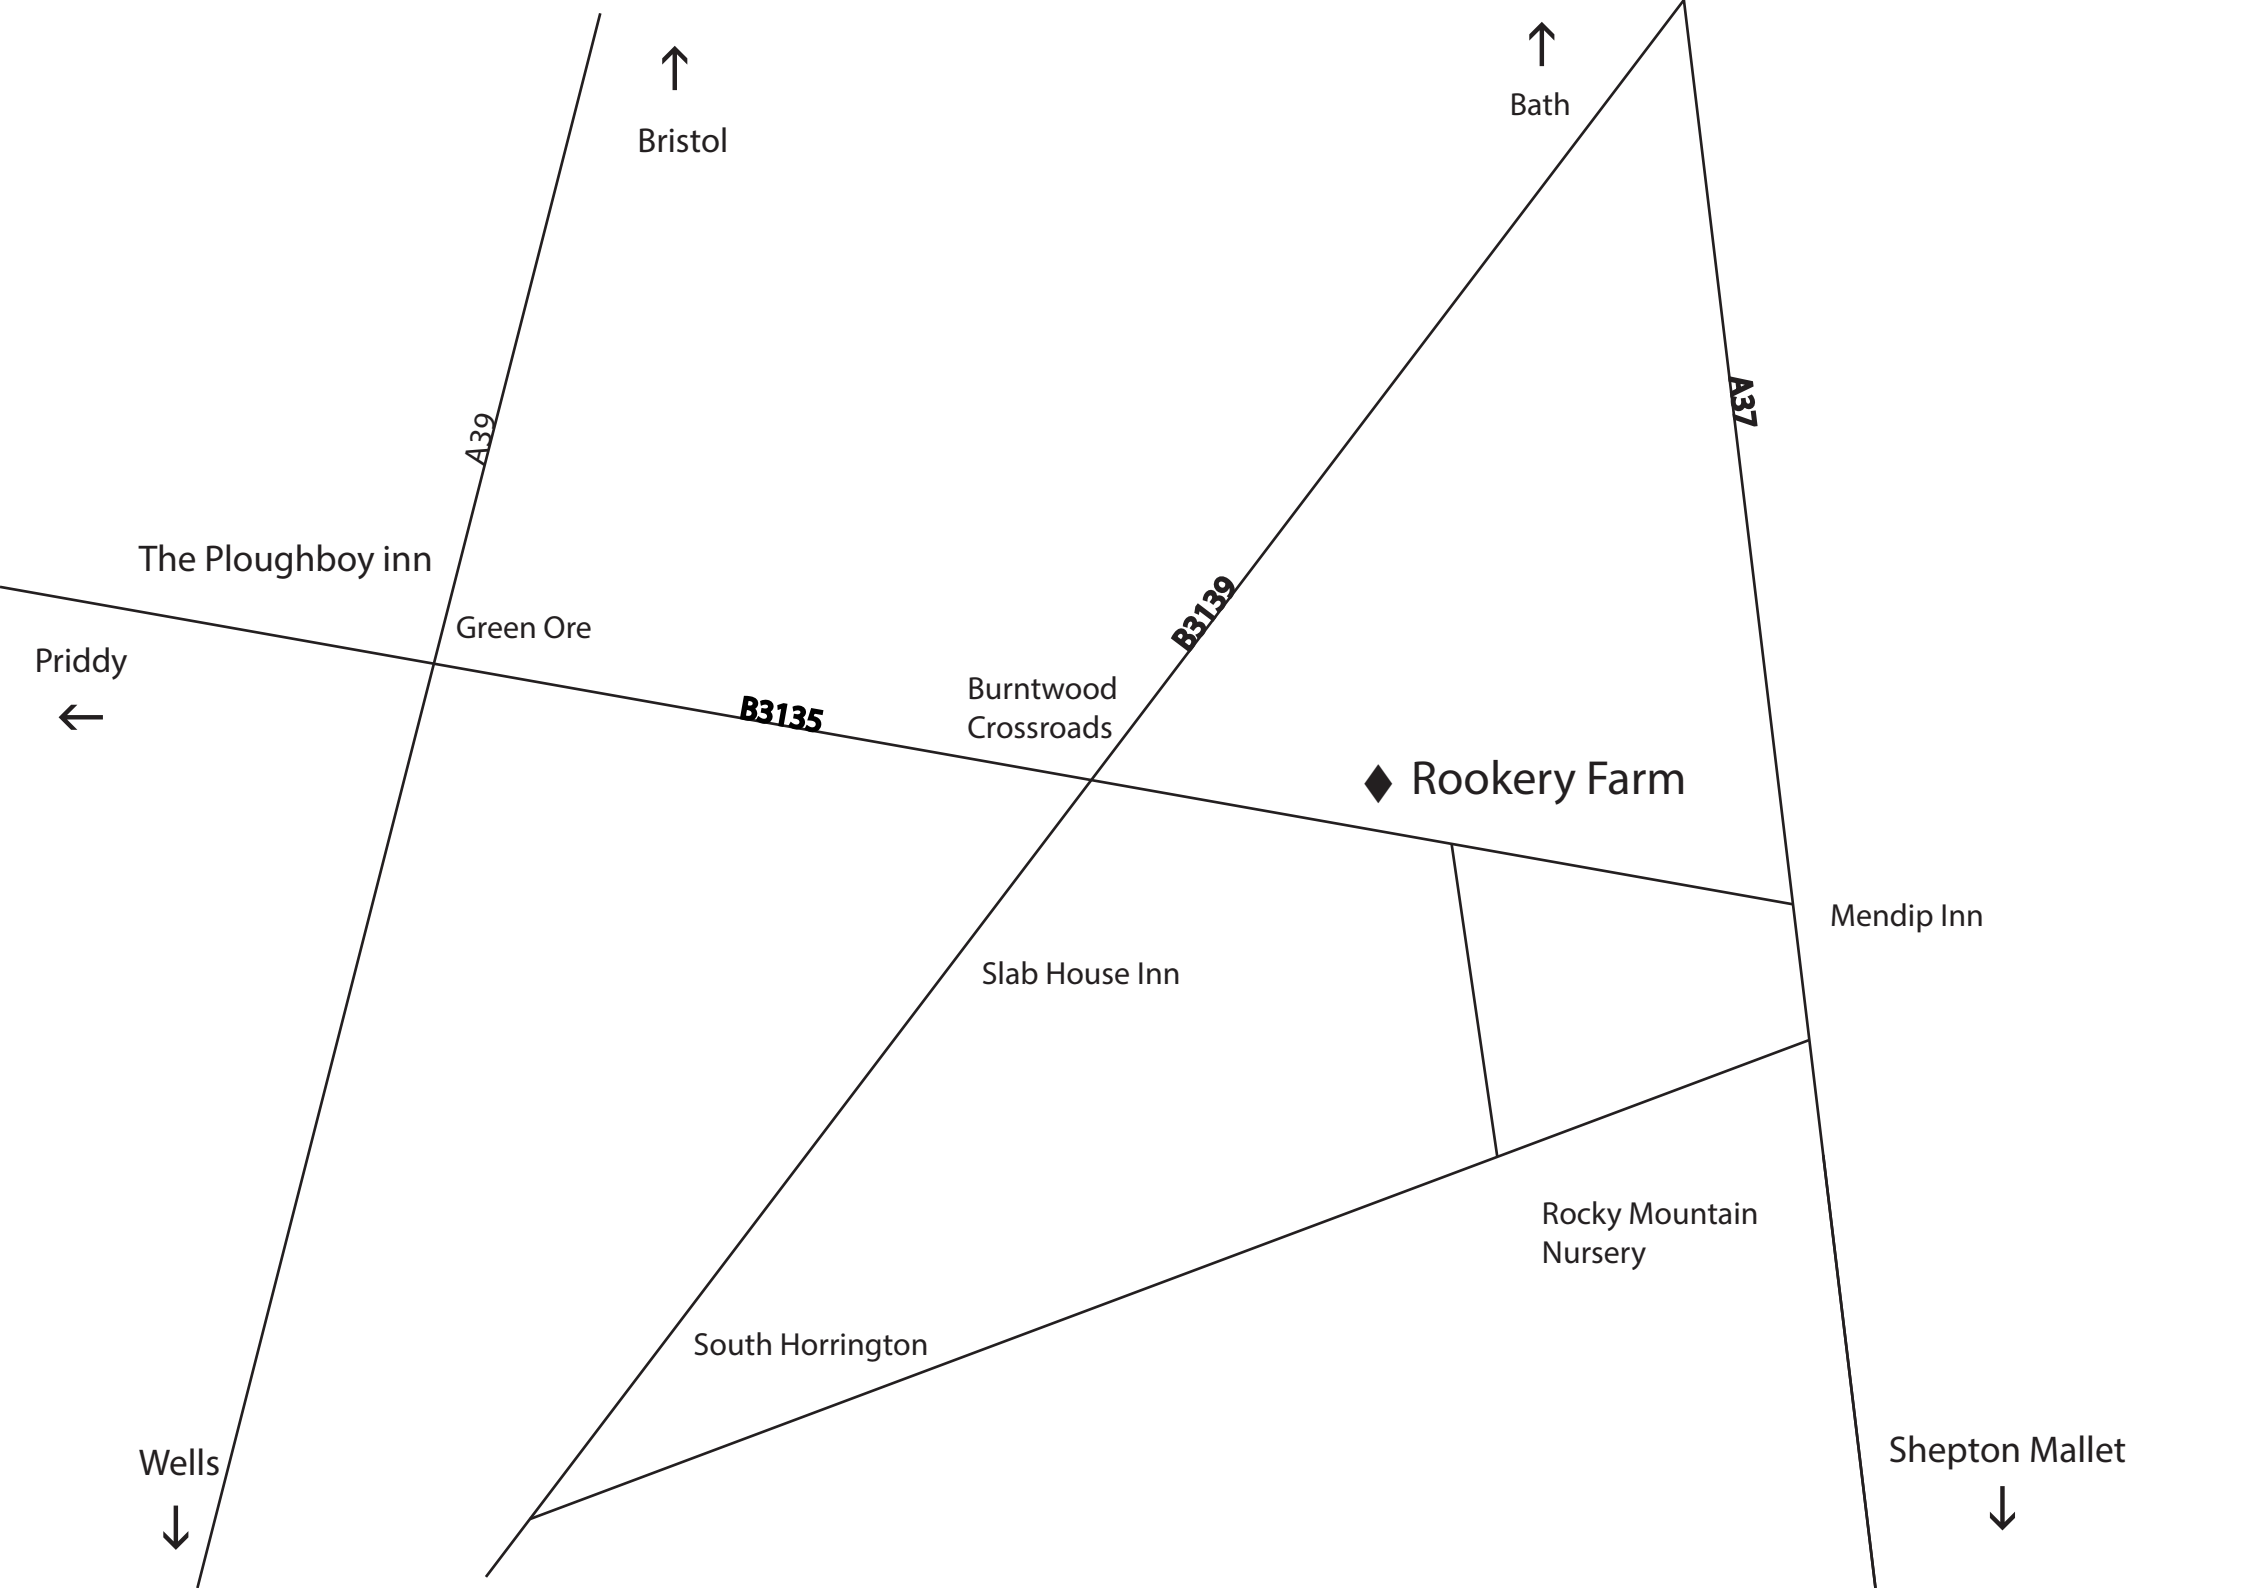 Bath
Bristol
A37
A39
The Ploughboy inn
B3139
Green Ore
Priddy
Burntwood
Crossroads
B3135
Rookery Farm
Mendip Inn
Slab House Inn
Rocky Mountain
Nursery
South Horrington
Shepton Mallet
Wells